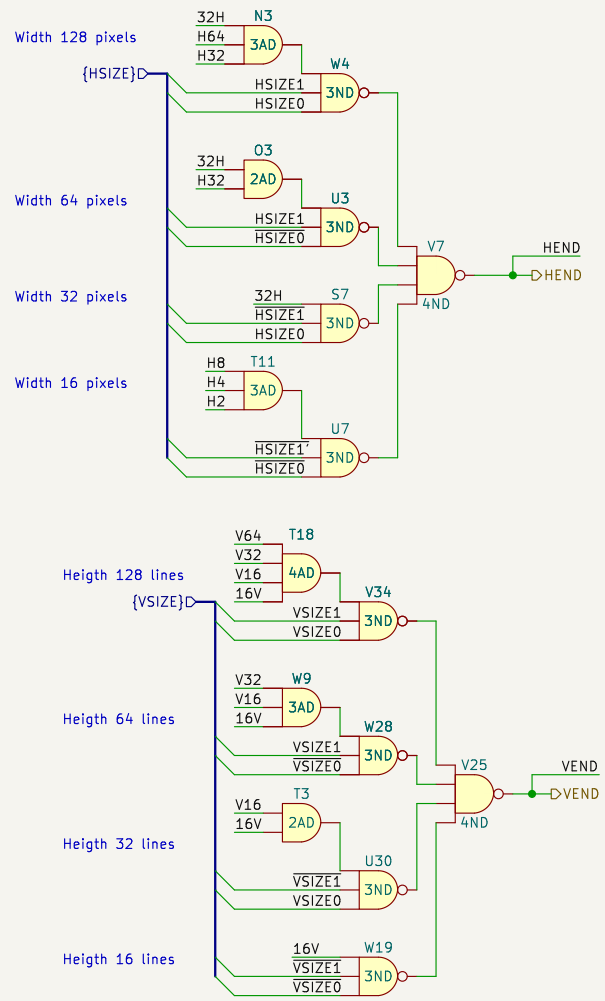 32H
N3
Width 128 pixels
H64
3AD
H32
W4
{HSIZE}
HSIZE1
3ND
HSIZE0
O3
32H
2AD
H32
Width 64 pixels
U3
HSIZE1
3ND
HSIZE0
V7
HEND
HEND
4ND
Width 32 pixels
32H
S7
HSIZE1
3ND
HSIZE0
H8
T11
Width 16 pixels
H4
3AD
H2
U7
HSIZE1'
3ND
HSIZE0
V64
T18
V32
Heigth 128 lines
V16
4AD
16V
V34
{VSIZE}
VSIZE1
3ND
VSIZE0
V32
W9
V16
3AD
16V
Heigth 64 lines
W28
VSIZE1
3ND
VSIZE0
V25
VEND
VEND
4ND
T3
V16
2AD
16V
Heigth 32 lines
U30
VSIZE1
3ND
VSIZE0
16V
W19
Heigth 16 lines
VSIZE1
3ND
VSIZE0